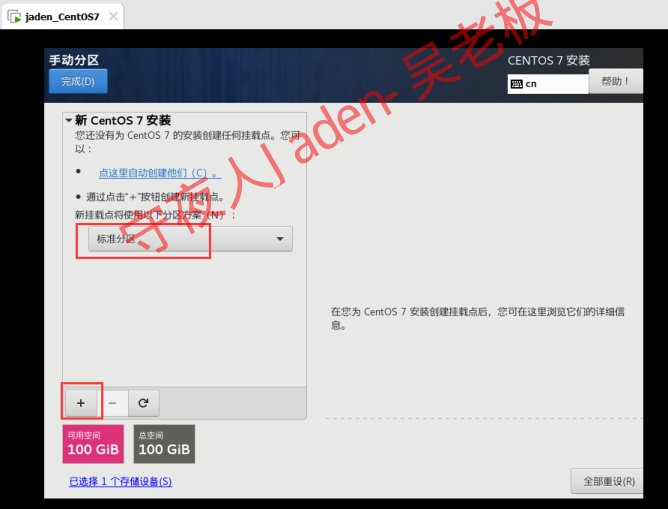 jaden_CentOS7
手动分区
完成(D)
CENTOS 7 安装
cn
帮助！
新 CentOS 7 安装
您还没有为 CentOS 7 的安装创建任何挂载点。您可
以：
点这里自动创建他们（C）。
通过点击“+”按钮创建新挂载点。
新挂载点将使用以下分区方案（N）：
标准分区
在您为 CentOS 7 安装创建挂载点后，您可在这里浏览它们的详细信
息。
可用空间
100 GiB
总空间
100 GiB
已选择 1 个存储设备(S)
全部重设(R)
守夜人Jaden-吴老板